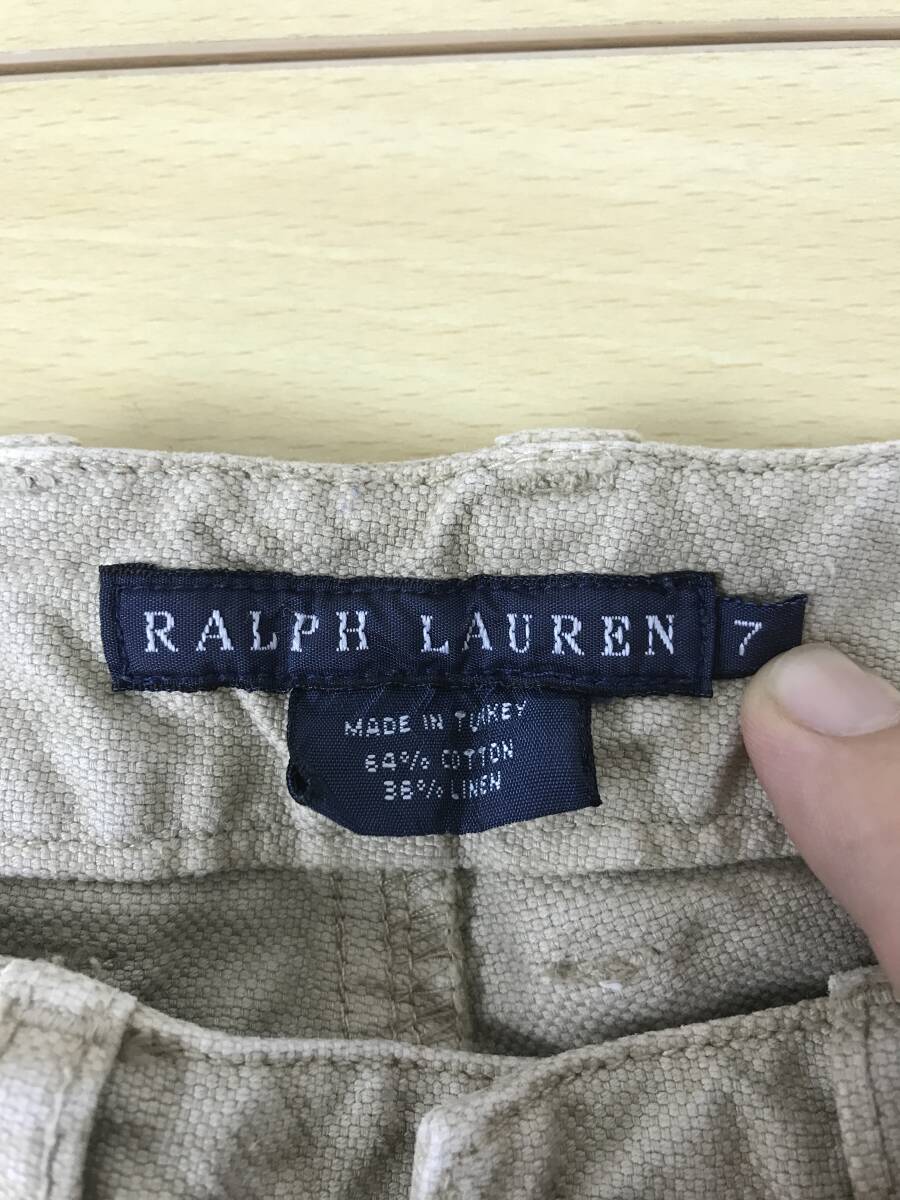 RALPH LAUREN 7
MADE IN TURKEY
64% COTTON
36% LINEN